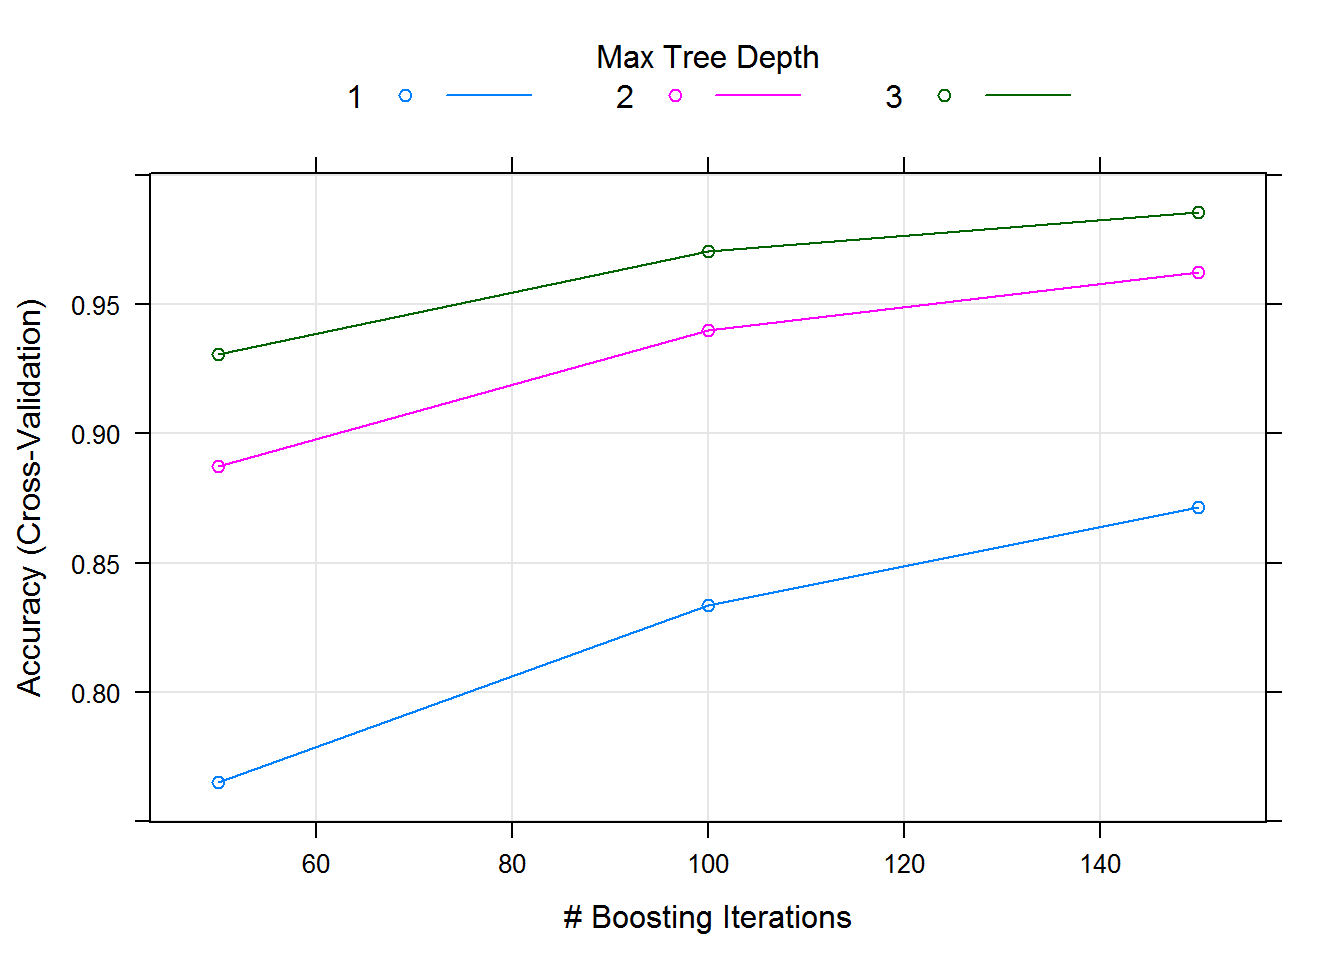 Max Tree Depth
1 2 3
0.95
0.90
0.85
0.80
Accuracy (Cross-Validation)
60 80 100 120 140
# Boosting Iterations